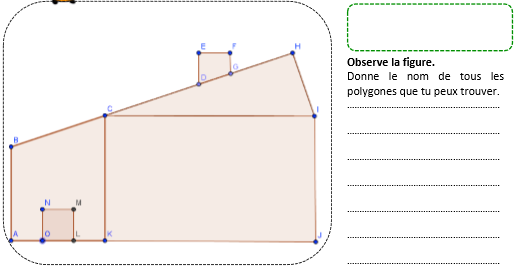 E F
H
G
D
Observe la figure.
Donne le nom de tous les
polygones que tu peux trouver.
C
I
B
N M
A O L K J